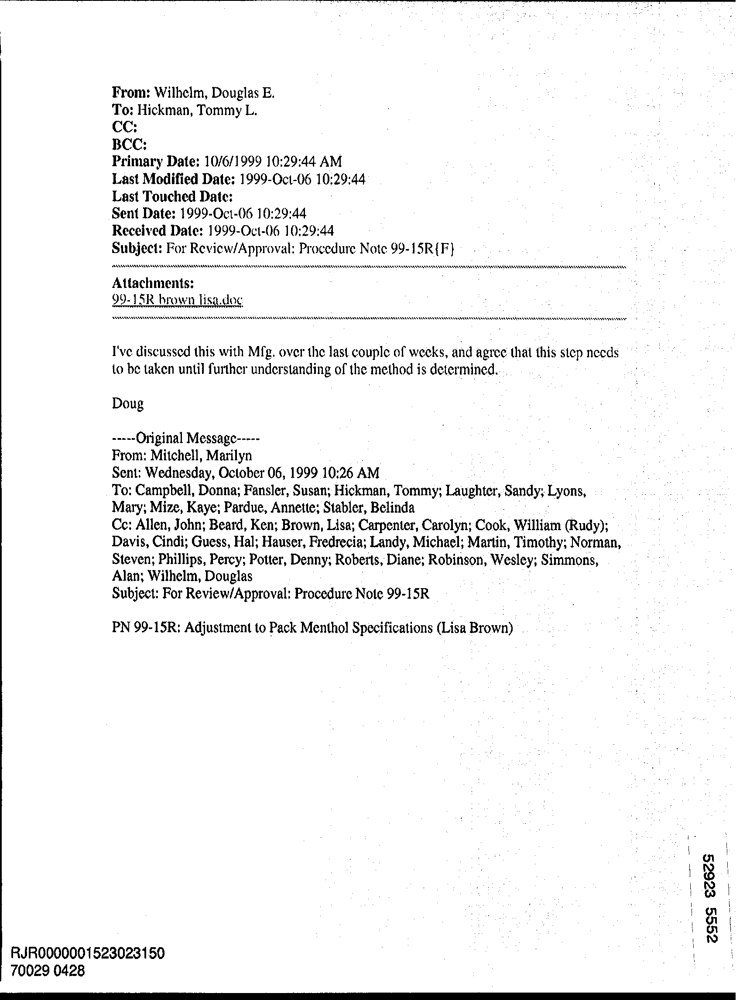 From: Wilhelm, Douglas E.
To: Hickman, Tommy L.
CC:
BCC:
Primary Date: 10/6/1999 10:29:44 AM
Last Modified Date: 1999-Oct-06 10:29:44
Last Touched Date:
Sent Date: 1999-Oct-06 10:29:44
Received Date: 1999-Oct-06 10:29:44
Subject: For Review/Approval: Procedure Note 99-15R{F}
Attachments:
99-15R brown lisa.doc
I've discussed this with Mfg. over the last couple of weeks, and agree that this step needs
to be taken until further understanding of the method is determined.
Doug
-----Original Message-----
From: Mitchell, Marilyn
Sent: Wednesday, October 06, 1999 10:26 AM
To: Campbell, Donna; Fansler, Susan; Hickman, Tommy; Laughter, Sandy; Lyons,
Mary; Mize, Kaye; Pardue, Annette; Stabler, Belinda
Cc: Allen, John; Beard, Ken; Brown, Lisa; Carpenter, Carolyn; Cook, William (Rudy);
Davis, Cindi; Guess, Hal; Hauser, Fredrecia; Landy, Michael; Martin, Timothy; Norman,
Steven; Phillips, Percy; Potter, Denny; Roberts, Diane; Robinson, Wesley; Simmons,
Alan; Wilhelm, Douglas
Subject: For Review/Approval: Procedure Note 99-15R
PN 99-15R: Adjustment to Pack Menthol Specifications (Lisa Brown)
52923 5552
RJR0000001523023150
70029 0428